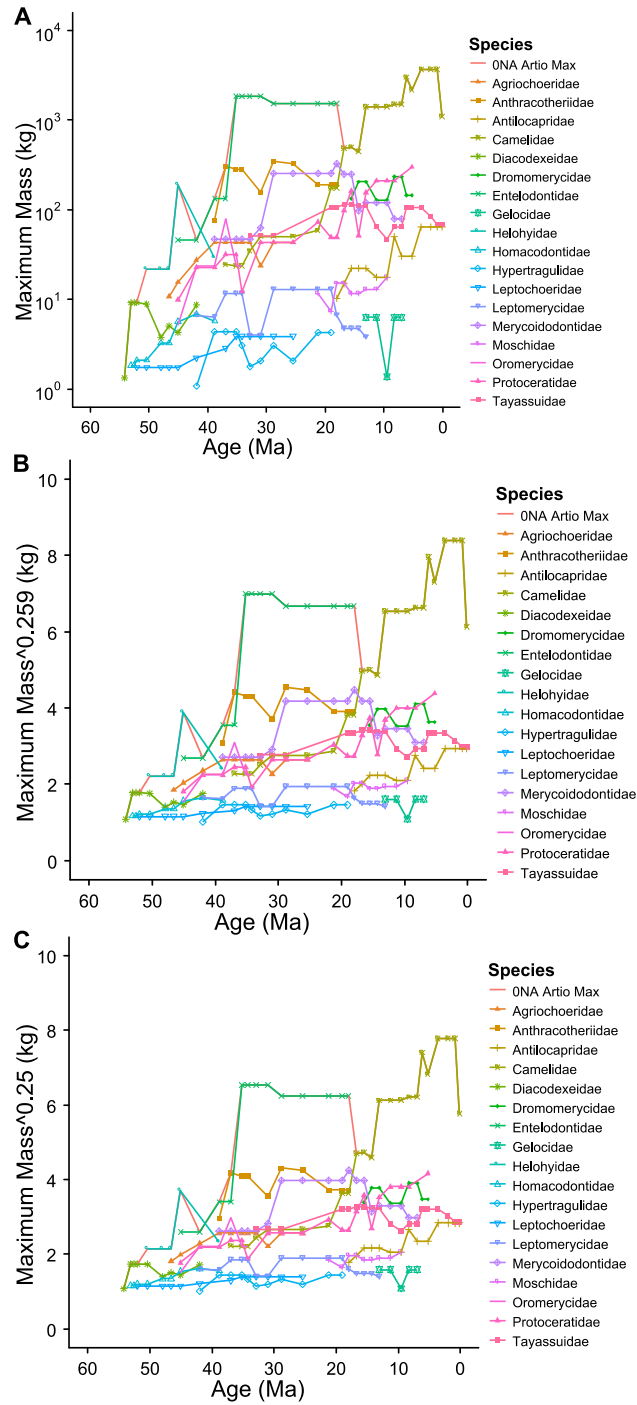 A
Maximum Mass (kg)
10^4
10^3
10^2
10^1
10^0
60 50 40 30 20 10 0
Age (Ma)
Species
0NA Artio Max
Agriochoeridae
Anthracotheriidae
Antilocapridae
Camelidae
Diacodexeidae
Dromomerycidae
Entelodontidae
Gelocidae
Helohyidae
Homacodontidae
Hypertragulidae
Leptochoeridae
Leptomerycidae
Merycoidodontidae
Moschidae
Oromerycidae
Protoceratidae
Tayassuidae
B
Maximum Mass^0.259 (kg)
10
8
6
4
2
0
60 50 40 30 20 10 0
Age (Ma)
Species
0NA Artio Max
Agriochoeridae
Anthracotheriidae
Antilocapridae
Camelidae
Diacodexeidae
Dromomerycidae
Entelodontidae
Gelocidae
Helohyidae
Homacodontidae
Hypertragulidae
Leptochoeridae
Leptomerycidae
Merycoidodontidae
Moschidae
Oromerycidae
Protoceratidae
Tayassuidae
C
Maximum Mass^0.25 (kg)
10
8
6
4
2
0
60 50 40 30 20 10 0
Age (Ma)
Species
0NA Artio Max
Agriochoeridae
Anthracotheriidae
Antilocapridae
Camelidae
Diacodexeidae
Dromomerycidae
Entelodontidae
Gelocidae
Helohyidae
Homacodontidae
Hypertragulidae
Leptochoeridae
Leptomerycidae
Merycoidodontidae
Moschidae
Oromerycidae
Protoceratidae
Tayassuidae